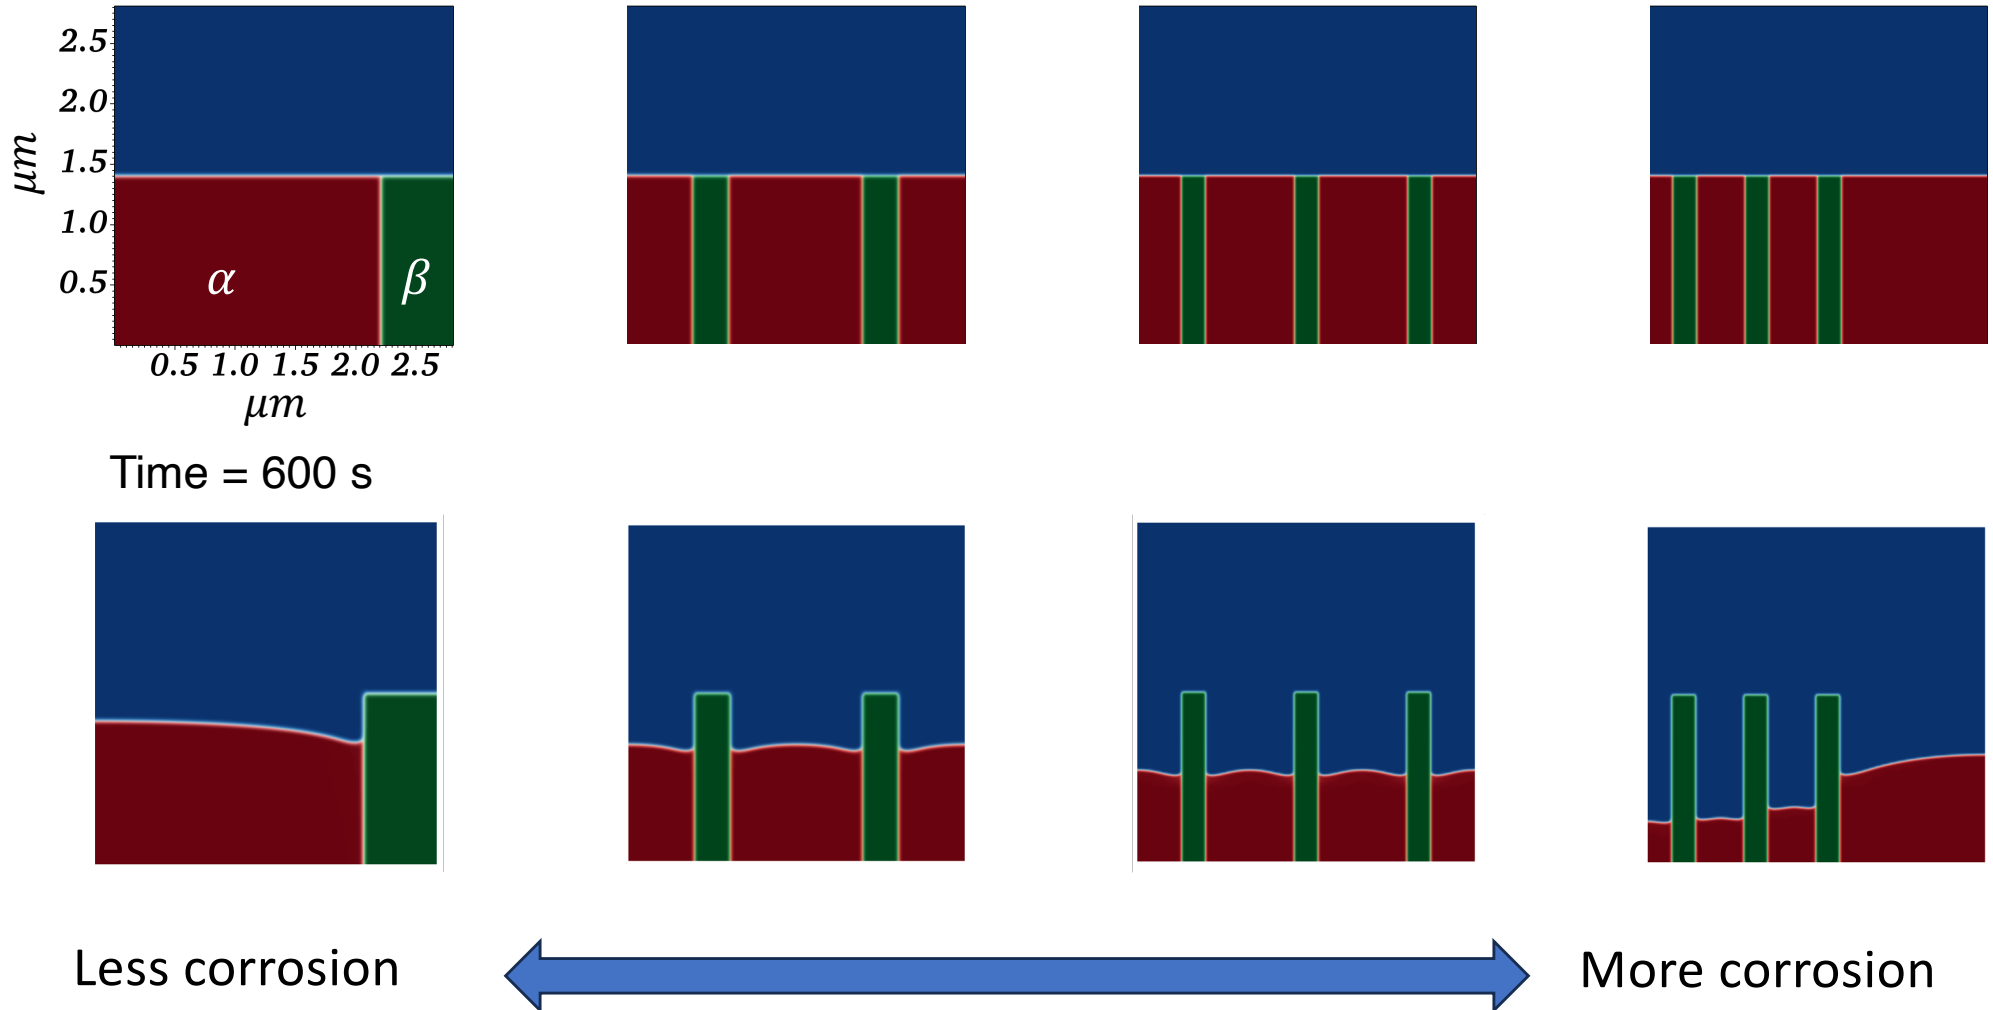 2.5
2.0
1.5
1.0
0.5
μm
α
β
0.5 1.0 1.5 2.0 2.5
μm
Time = 600 s
Less corrosion
More corrosion